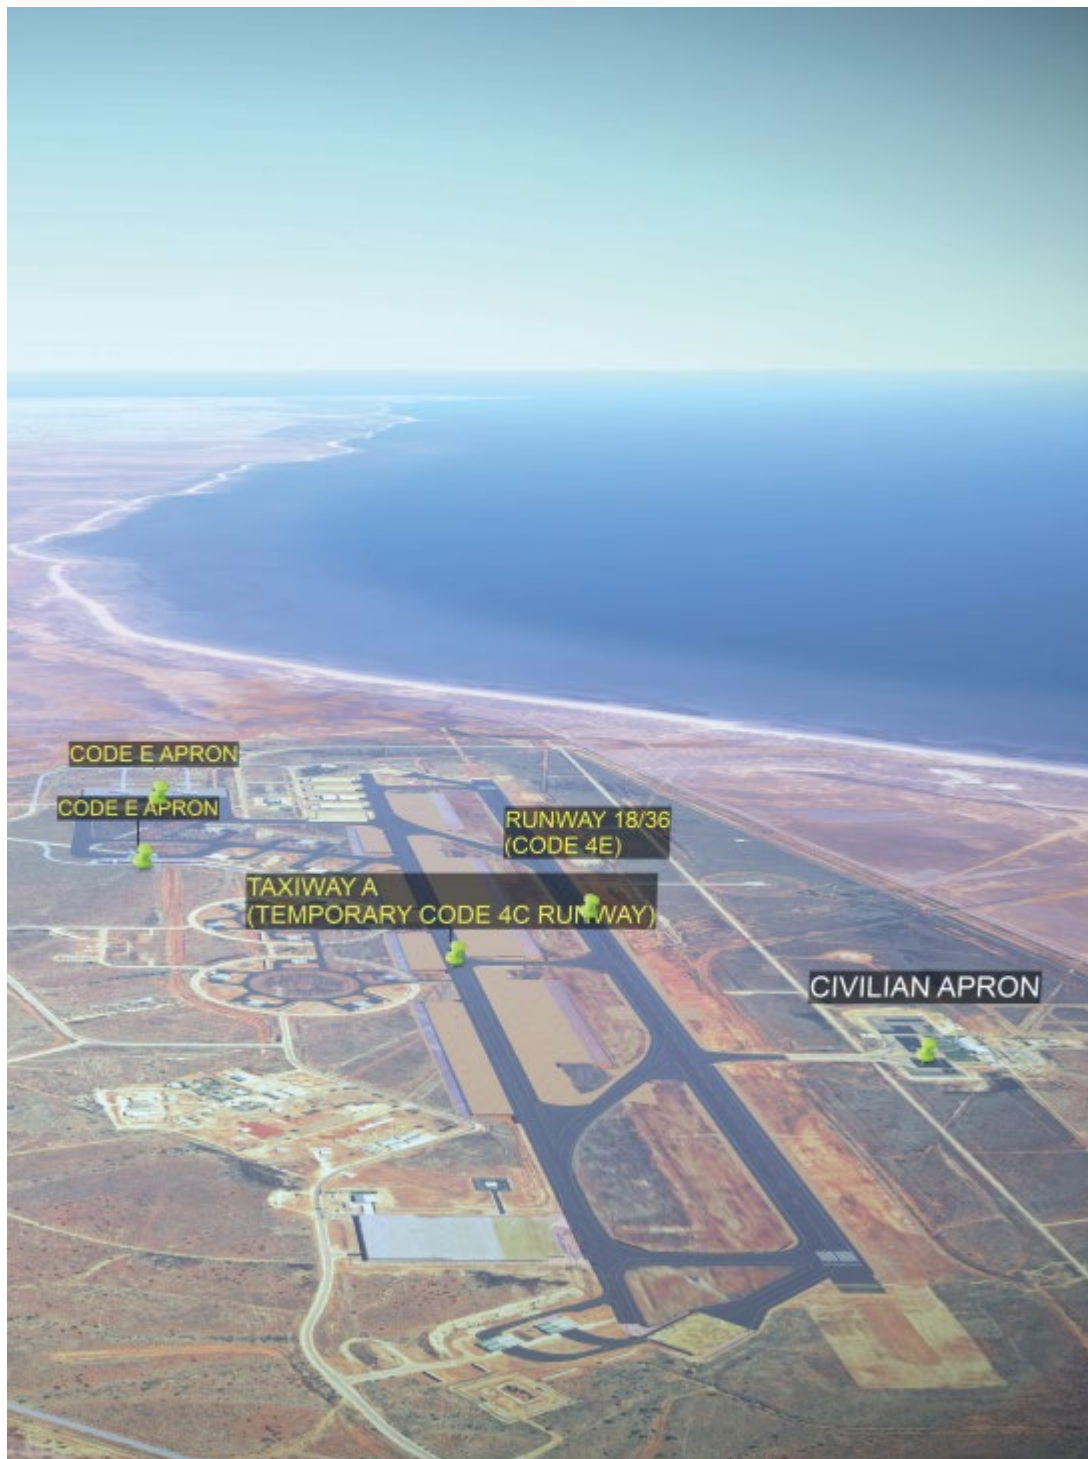 CODE E APRON
CODE E APRON
RUNWAY 18/36
(CODE 4E)
TAXIWAY A
(TEMPORARY CODE 4C RUNWAY)
CIVILIAN APRON